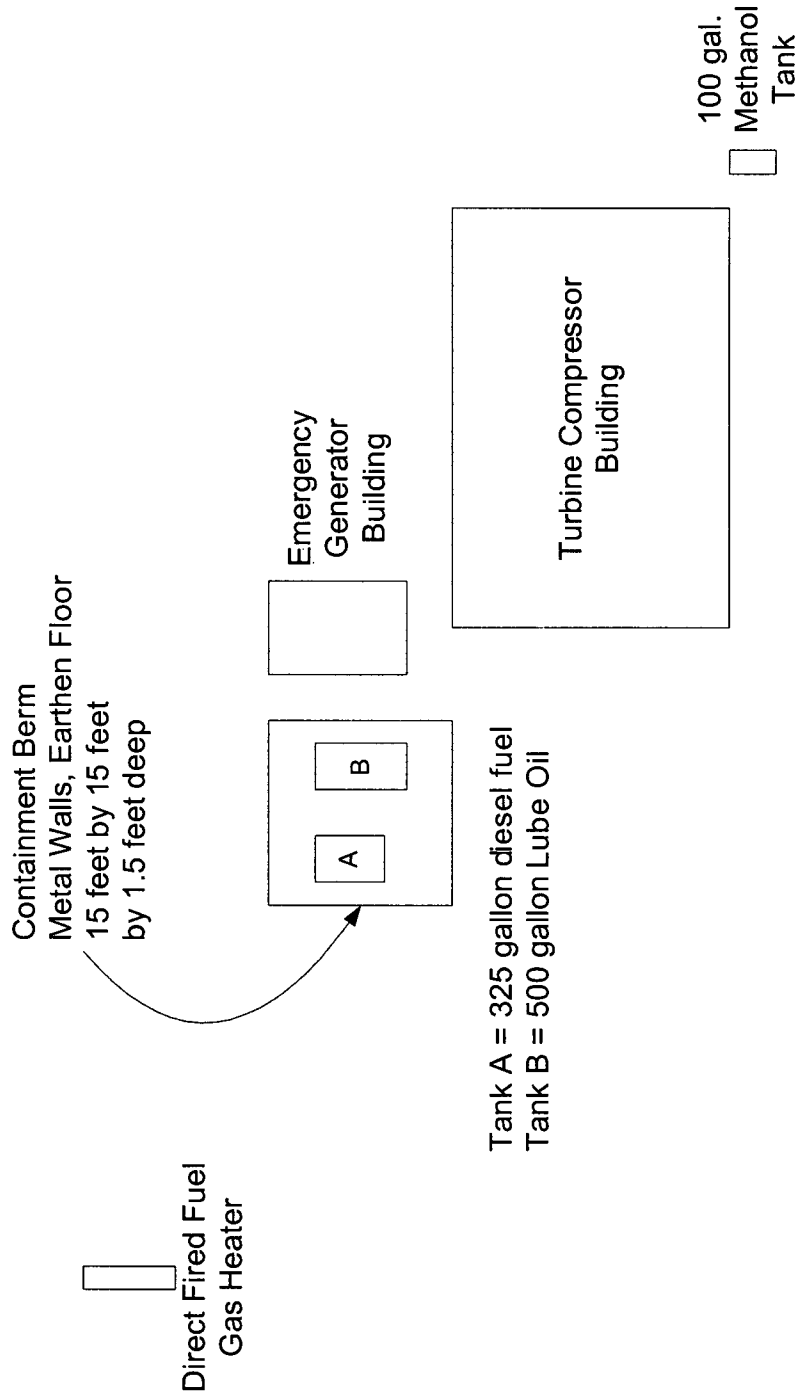 Containment Berm
Metal Walls, Earthen Floor
15 feet by 15 feet
by 1.5 feet deep
Direct Fired Fuel
Gas Heater
A
B
Emergency
Generator
Building
Tank A = 325 gallon diesel fuel
Tank B = 500 gallon Lube Oil
Turbine Compressor
Building
100 gal.
Methanol
Tank